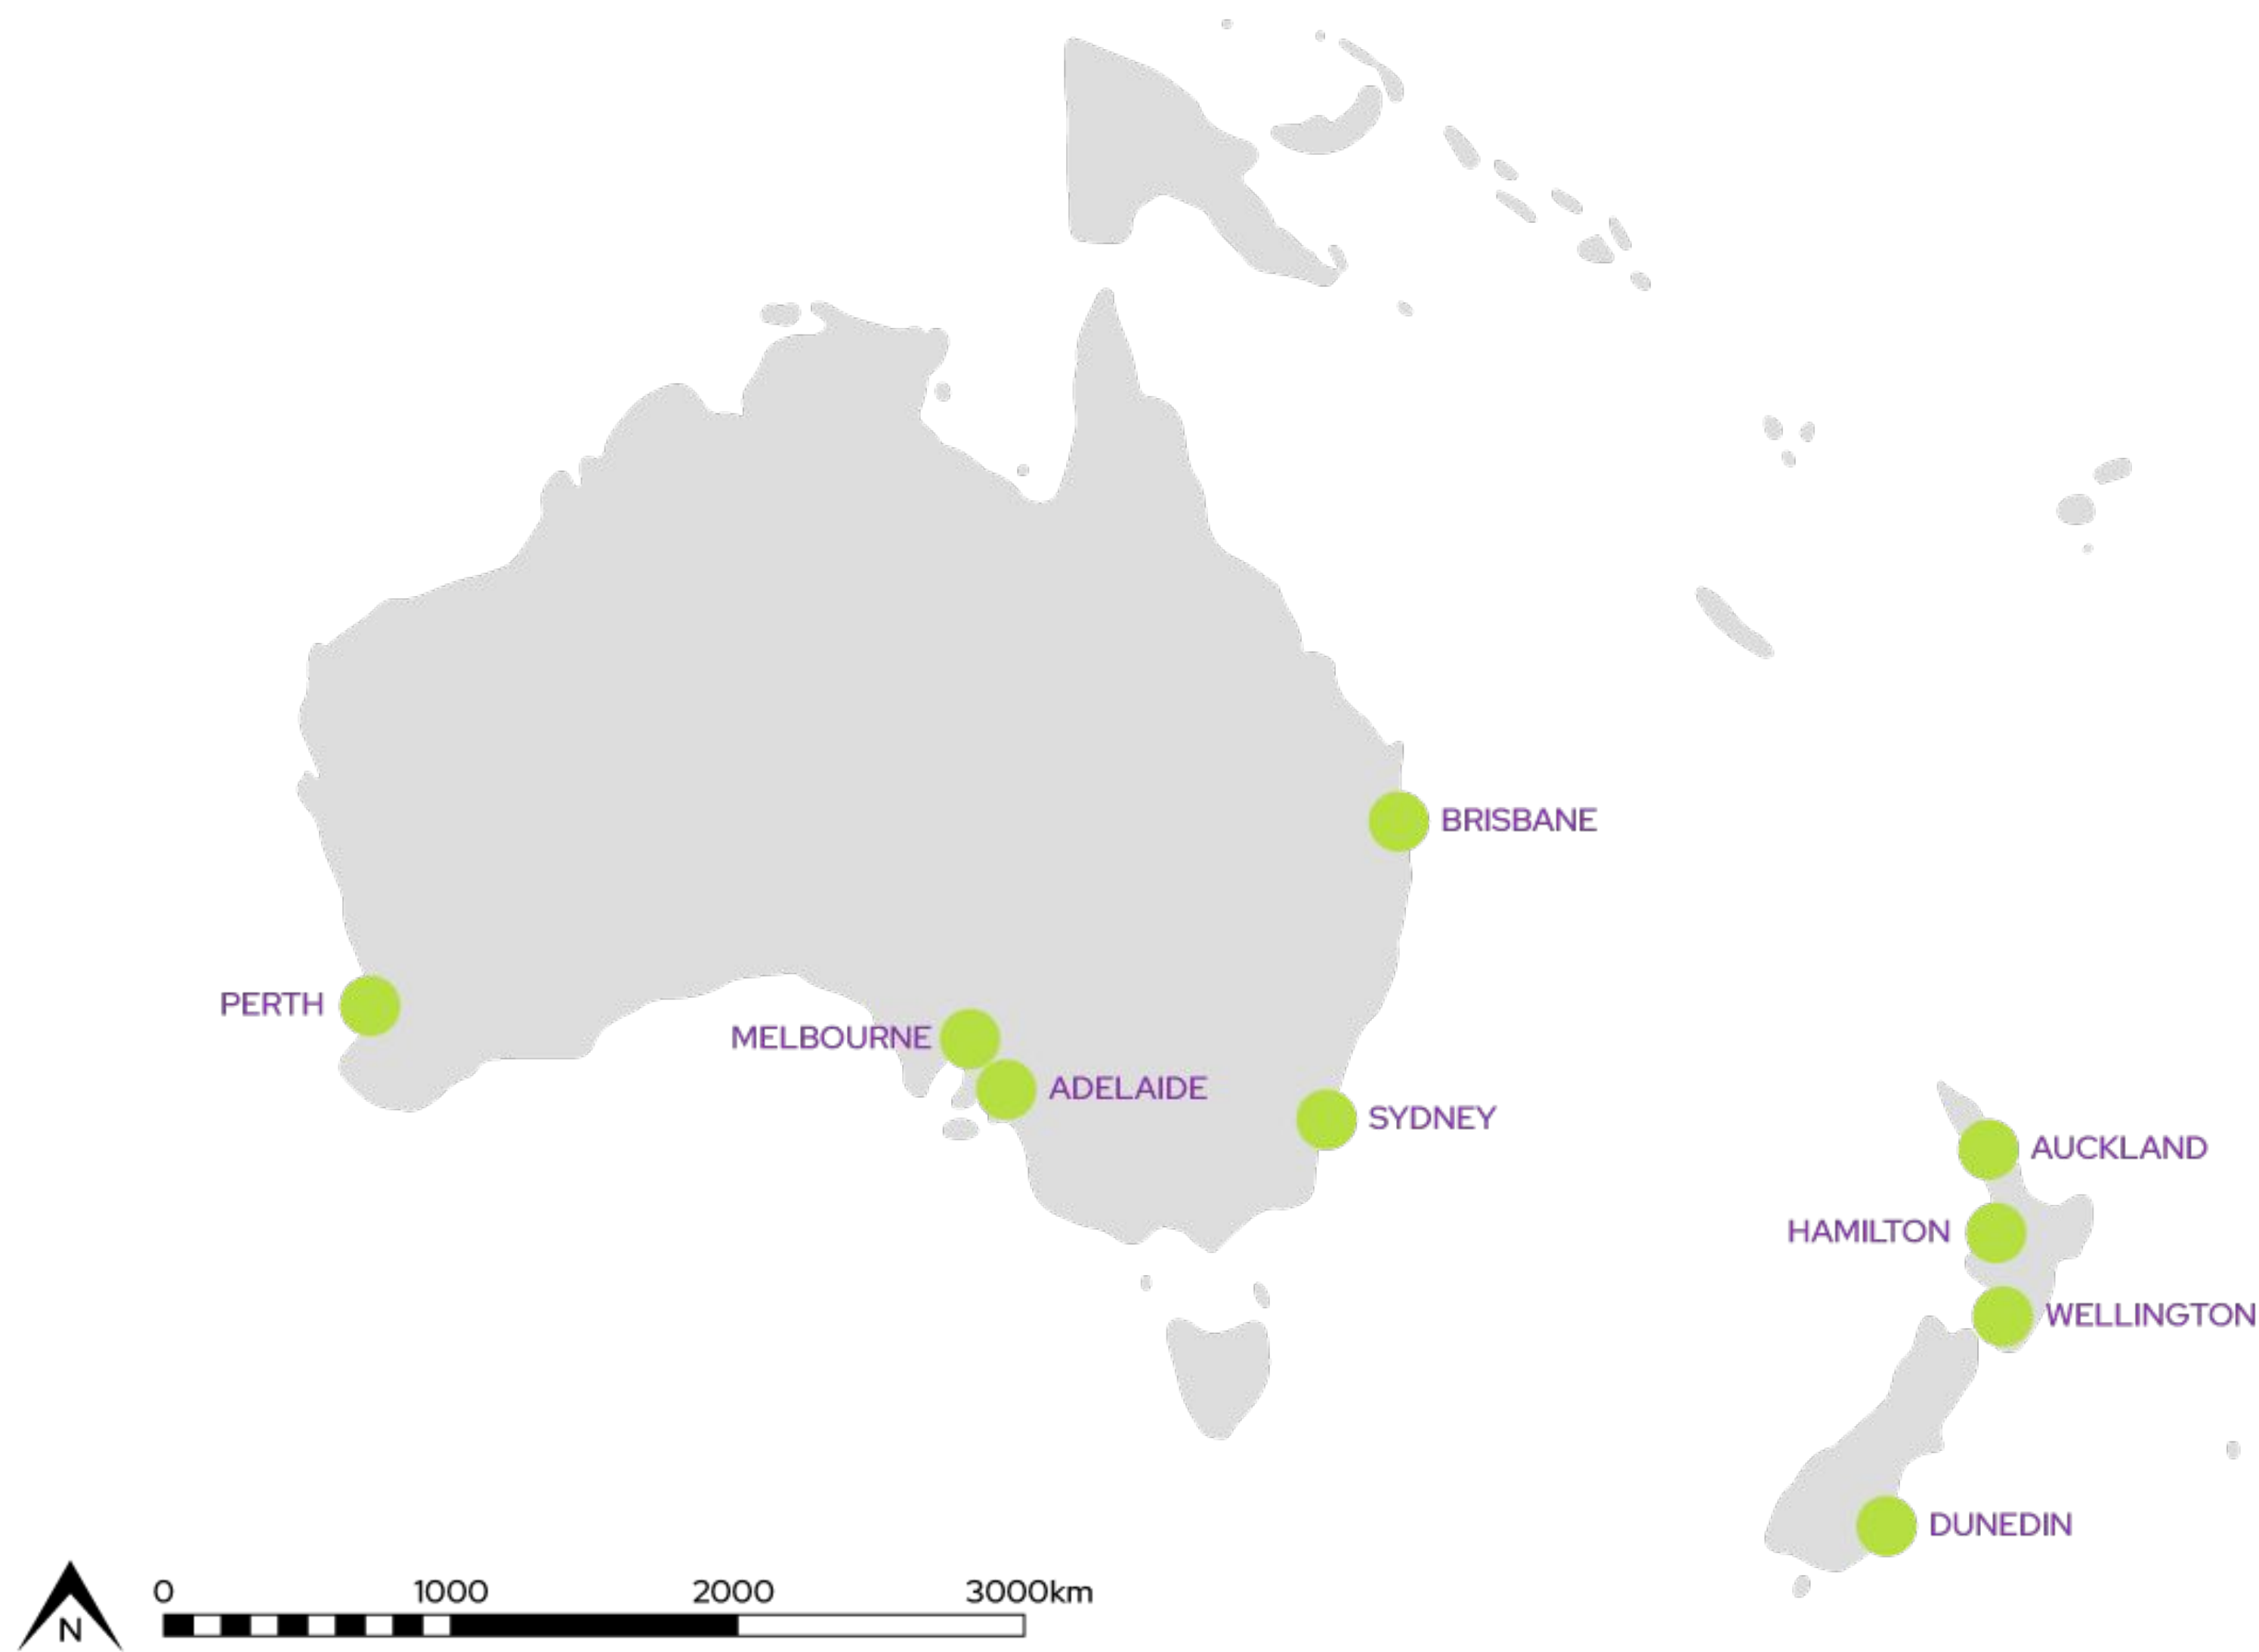 BRISBANE
PERTH
MELBOURNE
ADELAIDE
SYDNEY
AUCKLAND
HAMILTON
WELLINGTON
DUNEDIN
0 1000 2000 3000km
N